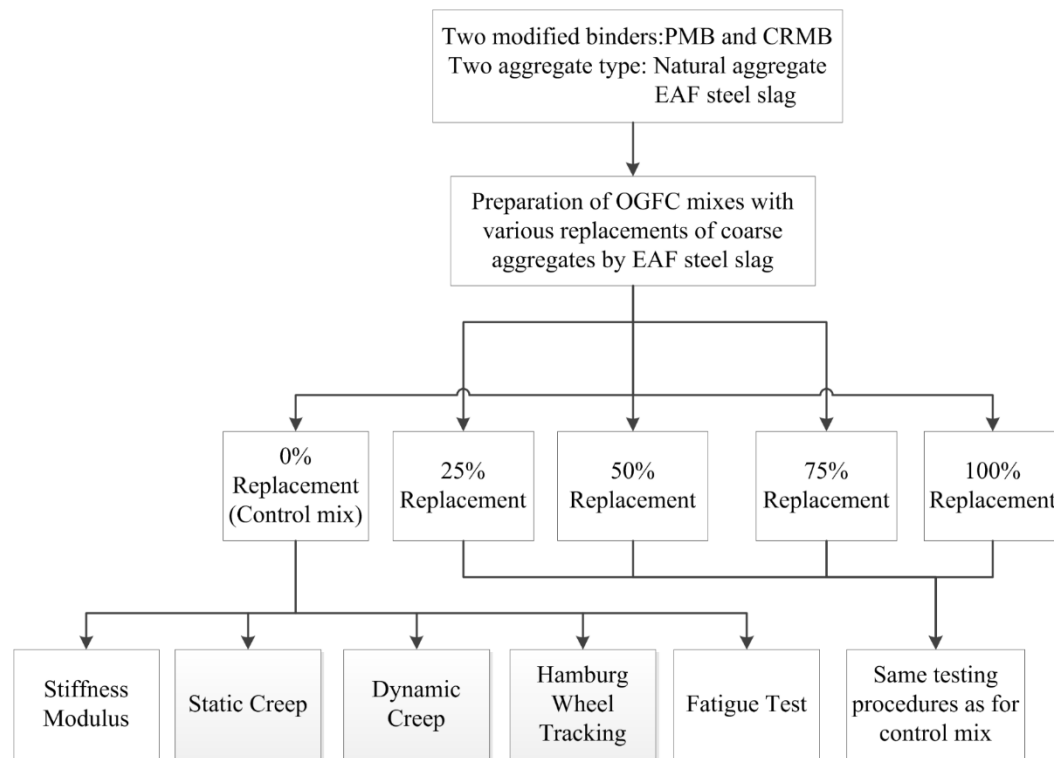 Two modified binders:PMB and CRMB
Two aggregate type: Natural aggregate
EAF steel slag
Preparation of OGFC mixes with
various replacements of coarse
aggregates by EAF steel slag
0%
Replacement
(Control mix)
25%
Replacement
50%
Replacement
75%
Replacement
100%
Replacement
Stiffness
Modulus
Static Creep
Dynamic
Creep
Hamburg
Wheel
Tracking
Fatigue Test
Same testing
procedures as for
control mix